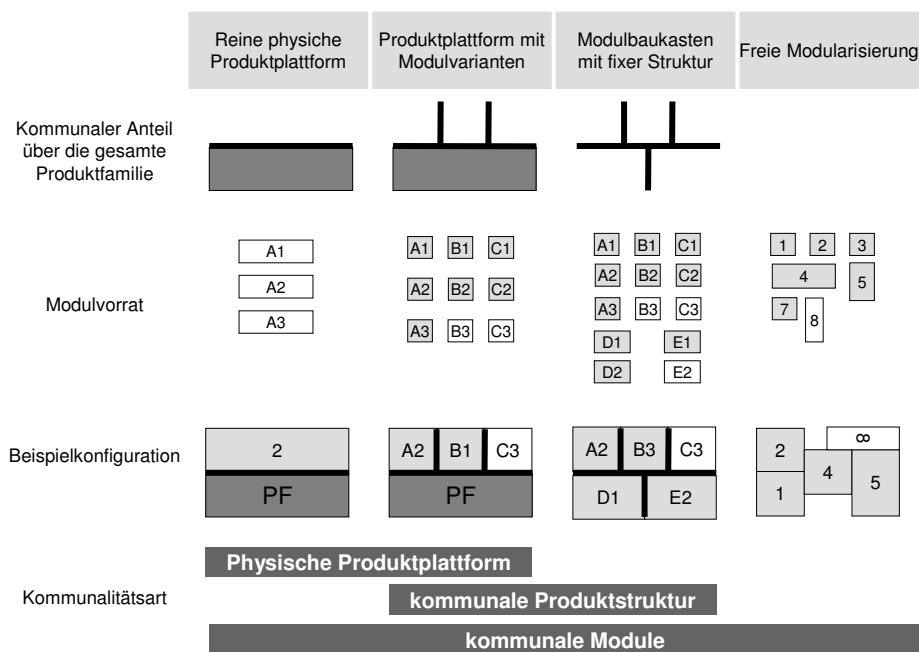 Reine physiche
Produktplattform
Produktplattform mit
Modulvarianten
Modulbaukasten
mit fixer Struktur
Freie Modularisierung
Kommunaler Anteil
über die gesamte
Produktfamilie
Modulvorrat
A1
A2
A3
A1 B1 C1
A2 B2 C2
A3 B3 C3
A1 B1 C1
A2 B2 C2
A3 B3 C3
D1 E1
D2 E2
1 2 3
4 5
7 8
Beispielkonfiguration
2
PF
A2 B1 C3
PF
A2 B3 C3
D1 E2
8
2 4 5
1
Kommunalitätsart
Physische Produktplattform
kommunale Produktstruktur
kommunale Module